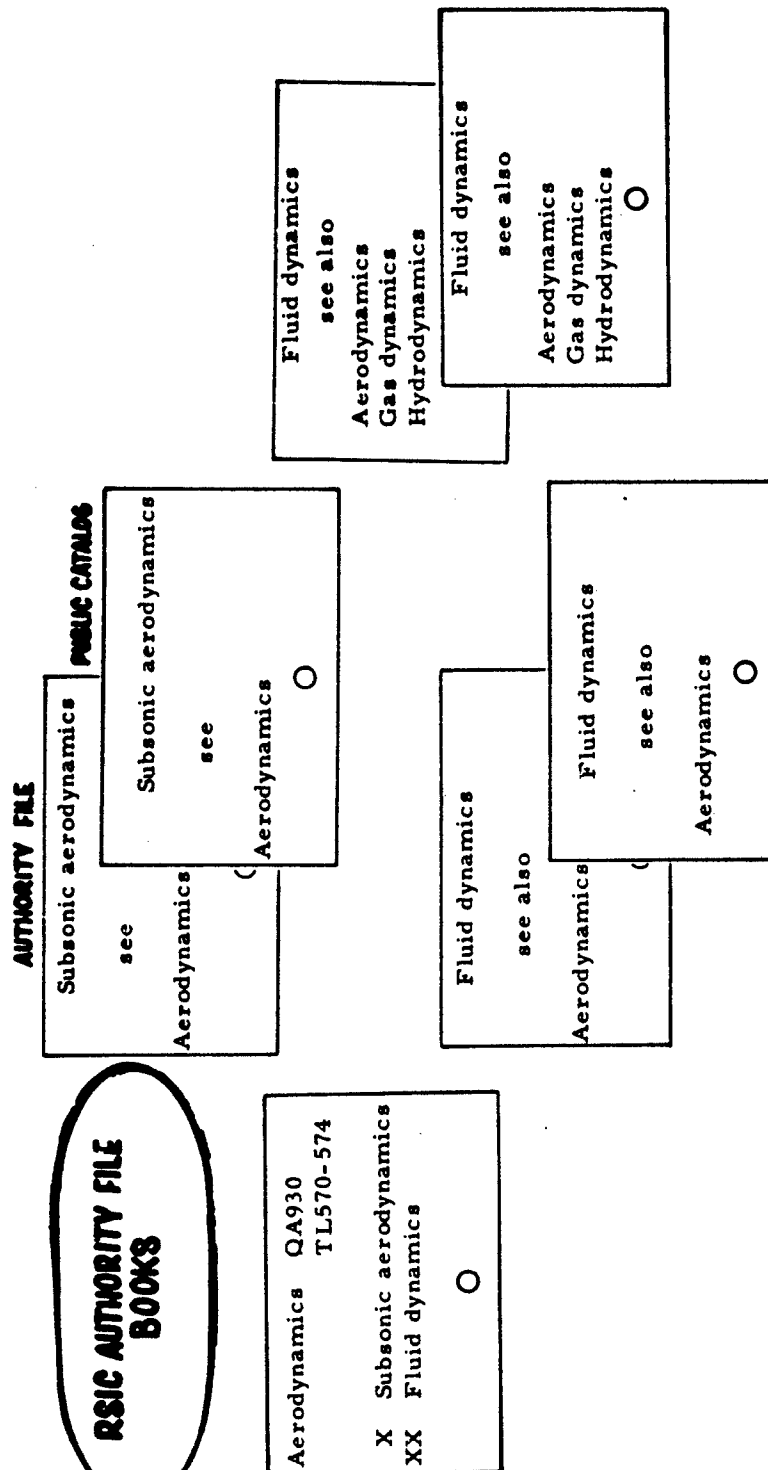 RSIC AUTHORITY FILE
BOOKS
Aerodynamics QA930
TL570-574
X Subsonic aerodynamics
XX Fluid dynamics
AUTHORITY FILE
Subsonic aerodynamics
see
Aerodynamics
PUBLIC CATALOG
Subsonic aerodynamics
see
Aerodynamics
Fluid dynamics
see also
Aerodynamics
Fluid dynamics
see also
Aerodynamics
Fluid dynamics
see also
Aerodynamics
Gas dynamics
Hydrodynamics
Fluid dynamics
see also
Aerodynamics
Gas dynamics
Hydrodynamics